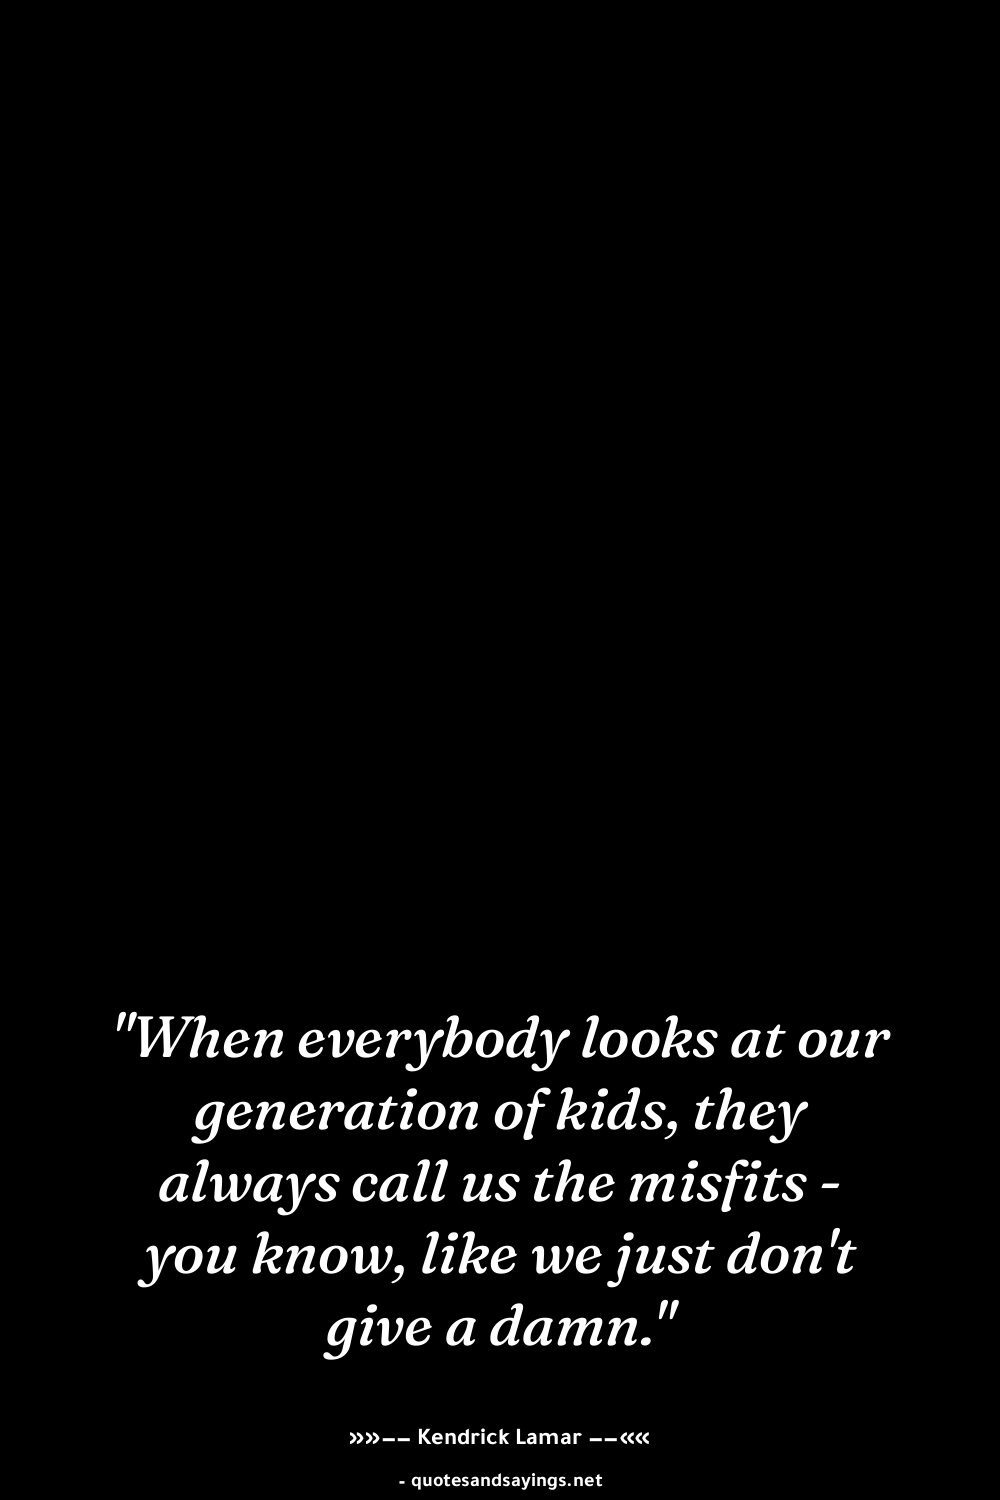 "When everybody looks at our
generation of kids, they
always call us the misfits -
you know, like we just don't
give a damn."
»»−− Kendrick Lamar −−««
- quotesandsayings.net